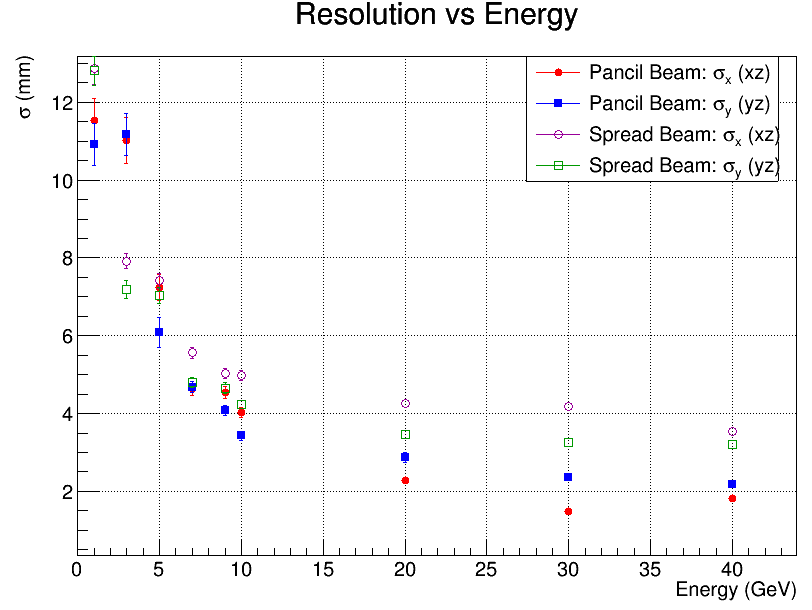 Resolution vs Energy
σ (mm)
Pancil Beam: σx (xz)
Pancil Beam: σy (yz)
Spread Beam: σx (xz)
Spread Beam: σy (yz)
12
10
8
6
4
2
0 5 10 15 20 25 30 35 40
Energy (GeV)